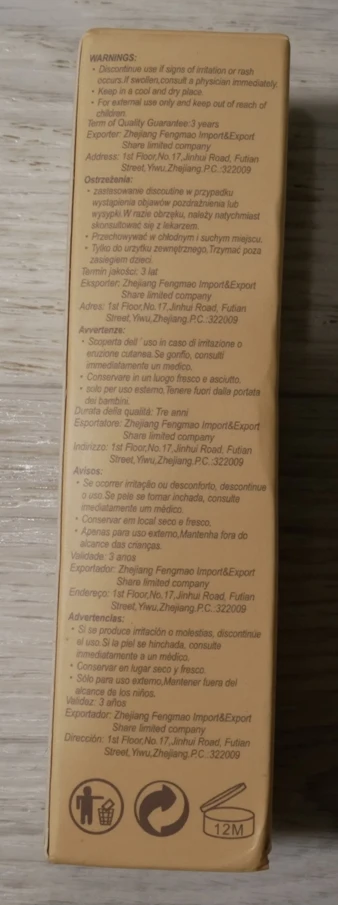 WARNINGS:
• Discontinue use if signs of irritation or rash
occurs.If swollen,consult a physician immediately.
• Keep in a cool and dry place.
• For external use only and keep out of reach of
children.
Term of Quality Guarantee:3 years
Exporter: Zhejiang Fengmao Import&Export
Share limited company
Address: 1st Floor,No.17,Jinhui Road, Futian
Street,Yiwu,Zhejiang.P.C.:322009
Ostrzeżenia:
• zastasowanie discoutine w przypadku
wystąpienia objawów pozdrażnienia lub
wysypki.W razie obrzęku, należy natychmiast
skonsultować się z lekarzem.
• Przechowywać w chłodnym i suchym miejscu.
• Tylko do urzytku zewnętrznego,Trzymać poza
zasiegiem dzieci.
Termin jakości: 3 lat
Eksporter: Zhejiang Fengmao Import&Export
Share limited company
Adres: 1st Floor,No.17,Jinhui Road, Futian
Street,Yiwu,Zhejiang.P.C.:322009
Avvertenze:
• Scoperta dell' uso in caso di irritazione o
eruzione cutanea.Se gonfio, consulti
immediatamente un medico.
• Conservare in un luogo fresco e asciutto.
• solo per uso esterno,Tenere fuori dalla portata
dei bambini.
Durata della qualità: Tre anni
Esportatore: Zhejiang Fengmao Import&Export
Share limited company
Indirizzo: 1st Floor,No.17,Jinhui Road, Futian
Street,Yiwu,Zhejiang.P.C.:322009
Avisos:
• Se ocorrer irritação ou desconforto, descontinue
o uso.Se pele se tornar inchada, consulte
imediatamente um médico.
• Conservar em local seco e fresco.
• Apenas para uso externo,Mantenha fora do
alcance das crianças.
Validade: 3 anos
Exportador: Zhejiang Fengmao Import&Export
Share limited company
Endereço: 1st Floor,No.17,Jinhui Road, Futian
Street,Yiwu,Zhejiang.P.C.:322009
Advertencias:
• Si se produce irritación o molestias, discontinúe
el uso.Si la piel se hinchada, consulte
inmediatamente a un médico.
• Conservar en lugar seco y fresco.
• Sólo para uso externo,Mantener fuera del
alcance de los niños.
Validez: 3 años
Exportador: Zhejiang Fengmao Import&Export
Share limited company
Dirección: 1st Floor,No.17,Jinhui Road, Futian
Street,Yiwu,Zhejiang.P.C.:322009
12M